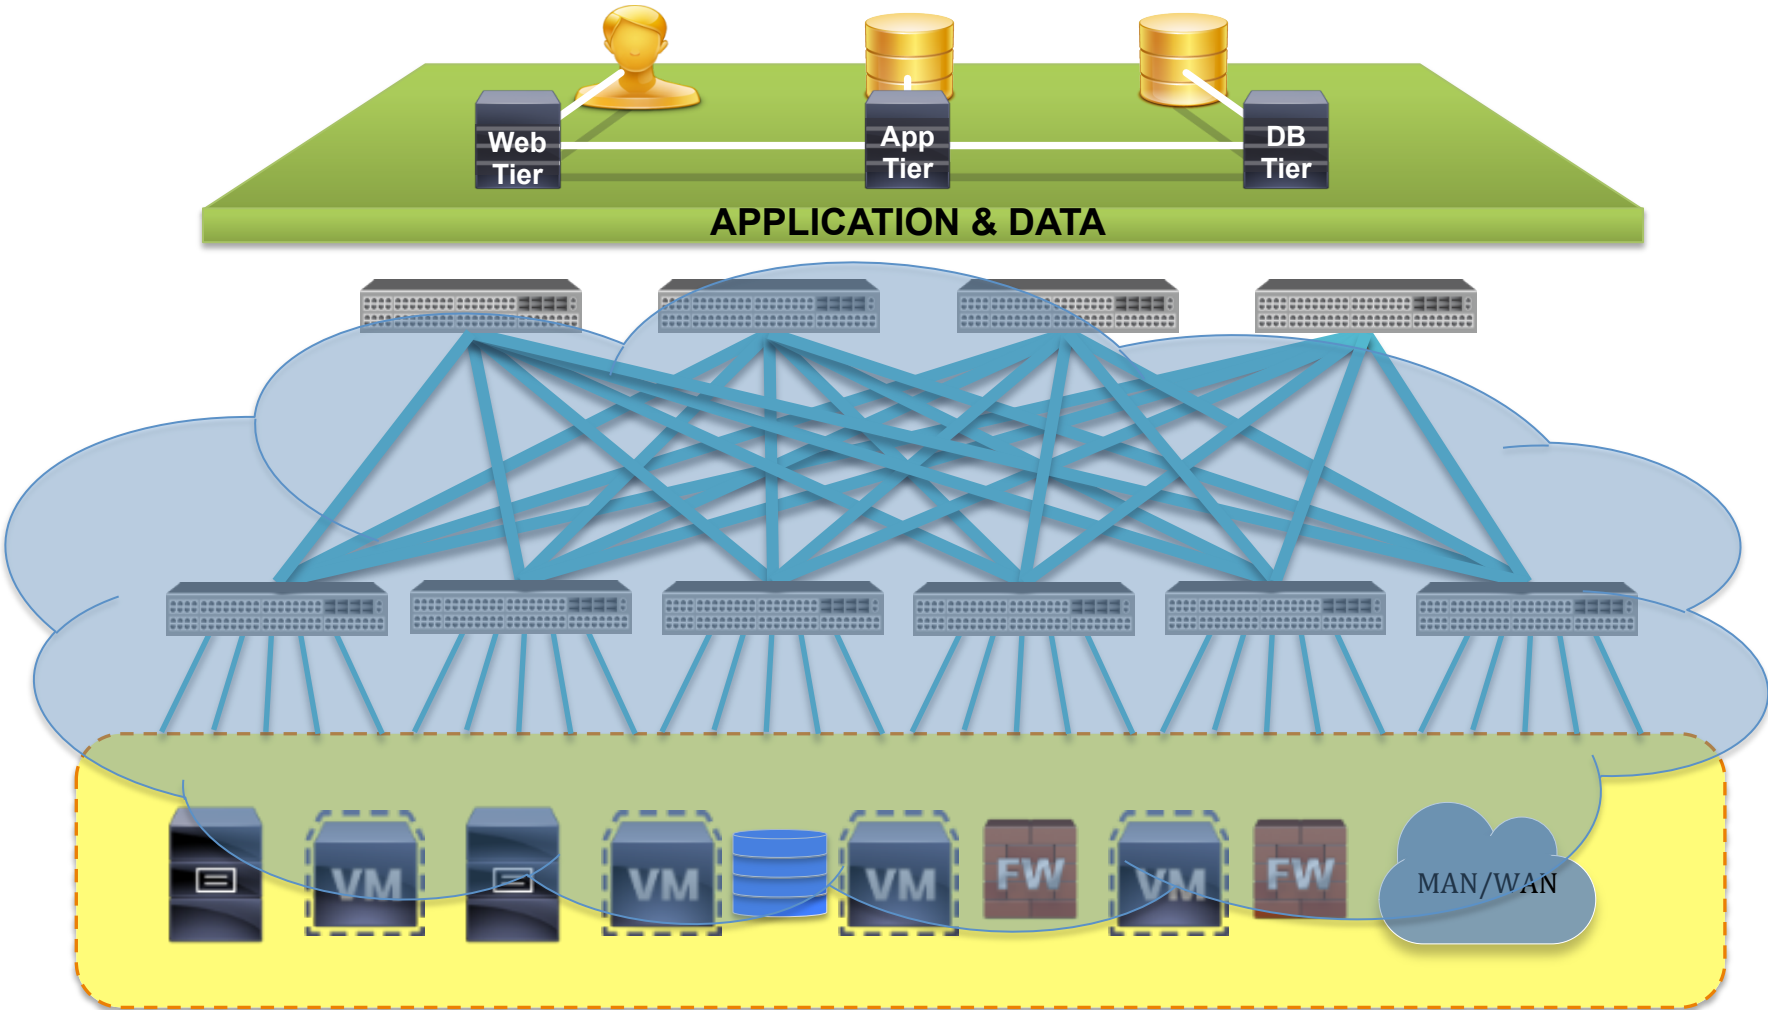 Web
Tier
App
Tier
DB
Tier
APPLICATION & DATA
VM
VM
VM
FW
VM
FW
MAN/WAN